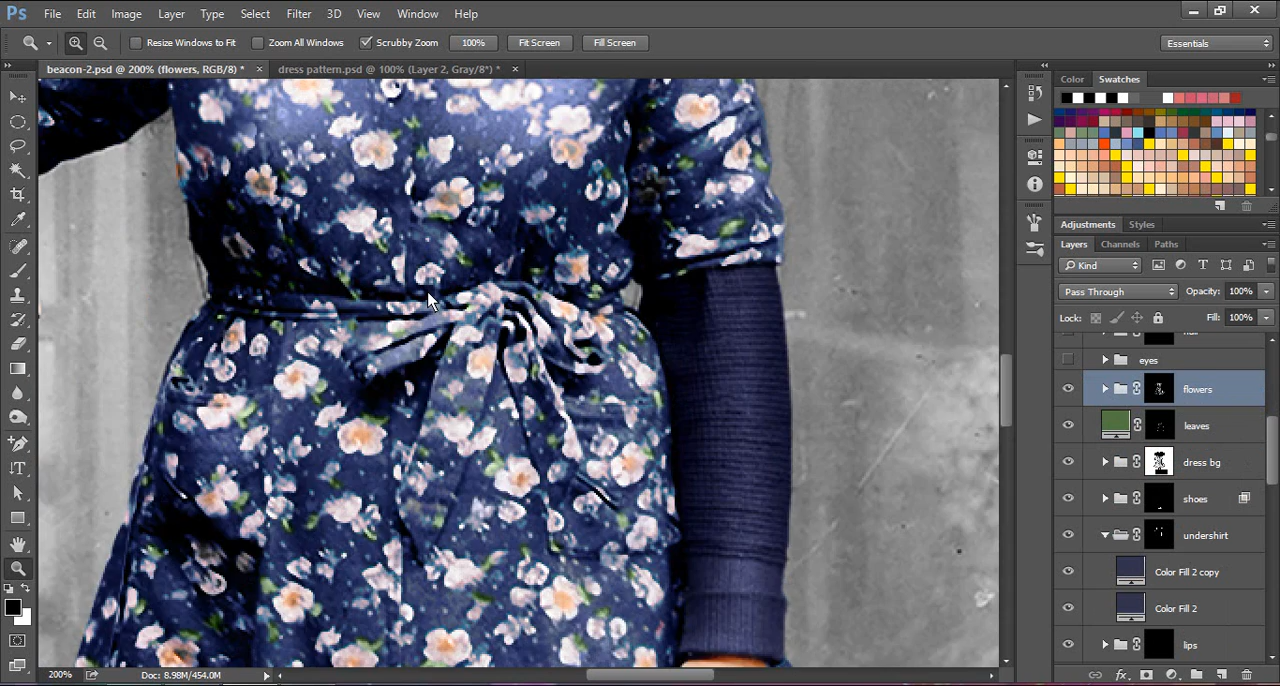 Ps File Edit Image Layer Type Select Filter 3D View Window Help
Resize Windows to Fit Zoom All Windows Scrubby Zoom 100% Fit Screen Fill Screen Essentials
beacon-2.psd @ 200% (flowers, RGB/8) * × dress pattern.psd @ 100% (Layer 2, Gray/8*) * ×
Color Swatches
Adjustments Styles
Layers Channels Paths
Kind
Pass Through Opacity: 100%
Lock: Fill: 100%
eyes
flowers
leaves
dress bg
shoes
undershirt
Color Fill 2 copy
Color Fill 2
lips
200% Doc: 8.98M/454.0M